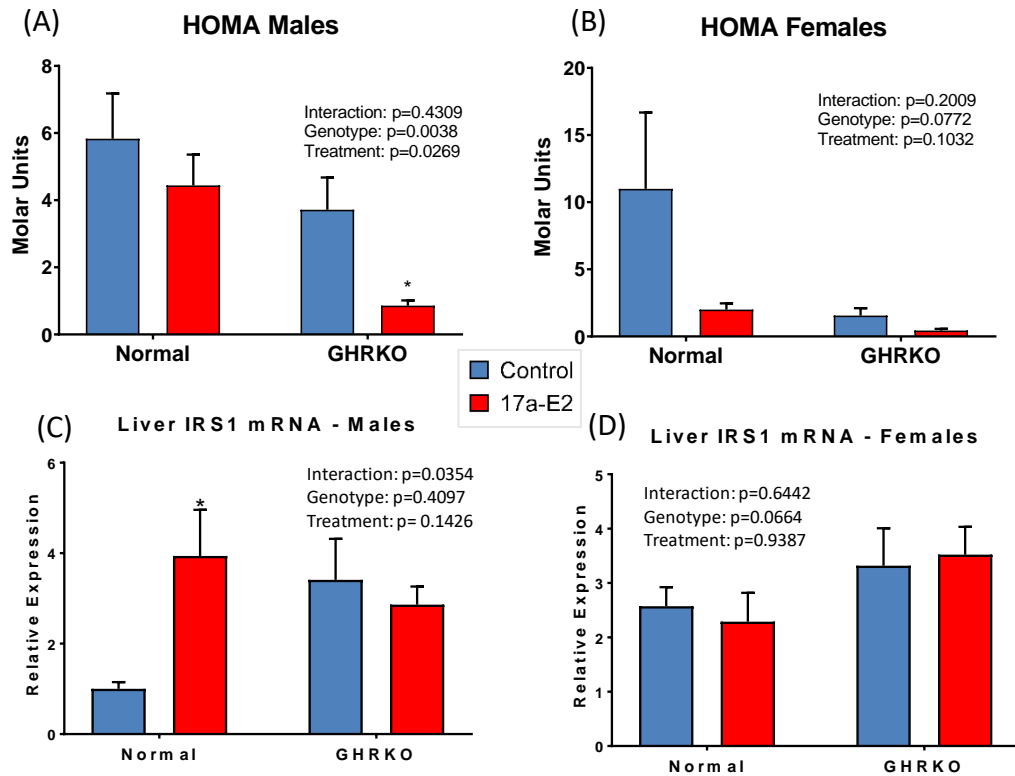 (A)
HOMA Males
Molar Units
8
6
4
2
0
Interaction: p=0.4309
Genotype: p=0.0038
Treatment: p=0.0269
*
Normal
GHRKO
(B)
HOMA Females
Molar Units
20
15
10
5
0
Interaction: p=0.2009
Genotype: p=0.0772
Treatment: p=0.1032
Normal
GHRKO
Control
17a-E2
(C)
Liver IRS1 mRNA - Males
Relative Expression
6
4
2
0
Interaction: p=0.0354
Genotype: p=0.4097
Treatment: p= 0.1426
*
Normal
GHRKO
(D)
Liver IRS1 mRNA - Females
Relative Expression
5
4
3
2
1
0
Interaction: p=0.6442
Genotype: p=0.0664
Treatment: p=0.9387
Normal
GHRKO